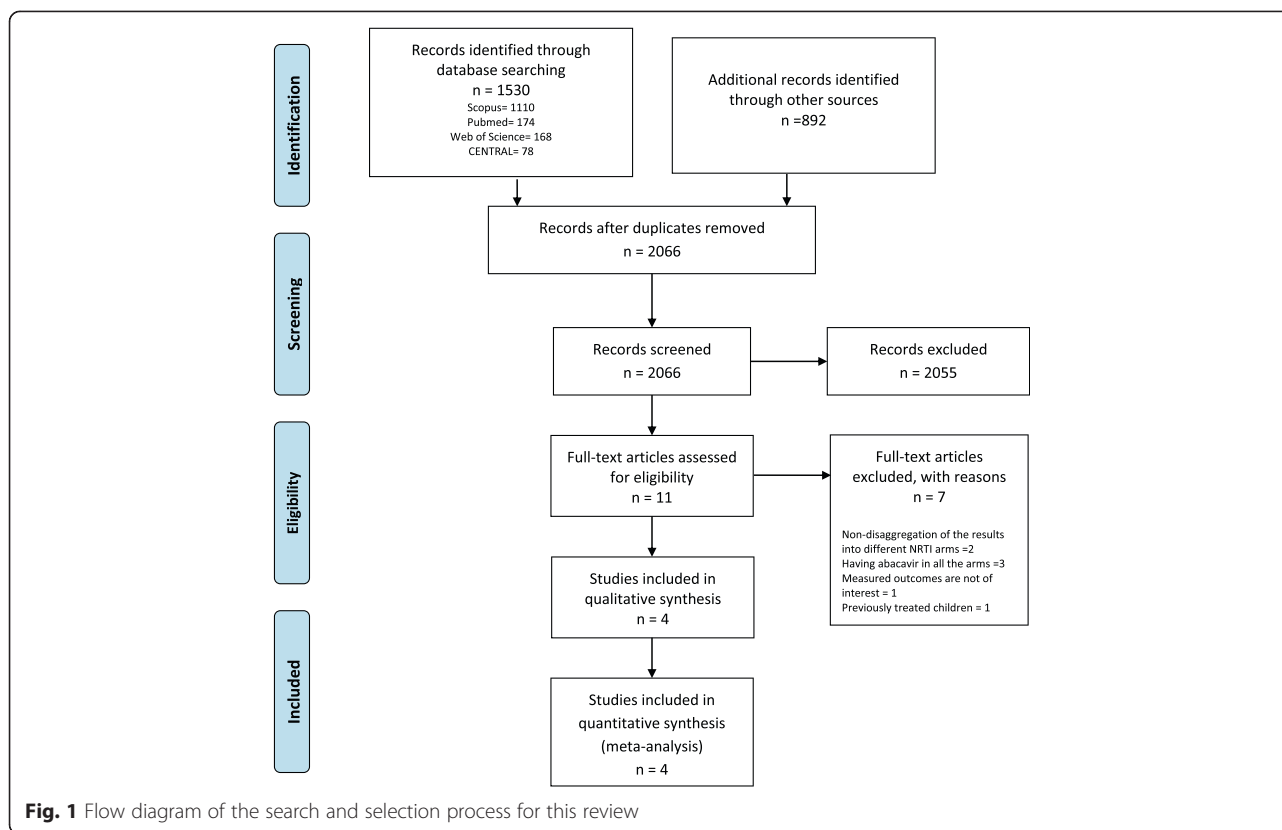 Identification
Records identified through
database searching
n = 1530
Scopus= 1110
Pubmed= 174
Web of Science= 168
CENTRAL= 78
Additional records identified
through other sources
n =892
Records after duplicates removed
n = 2066
Screening
Records screened
n = 2066
Records excluded
n = 2055
Eligibility
Full-text articles assessed
for eligibility
n = 11
Full-text articles
excluded, with reasons
n = 7
Non-disaggregation of the results
into different NRTI arms =2
Having abacavir in all the arms =3
Measured outcomes are not of
interest = 1
Previously treated children = 1
Studies included in
qualitative synthesis
n = 4
Included
Studies included in
quantitative synthesis
(meta-analysis)
n = 4
Fig. 1 Flow diagram of the search and selection process for this review